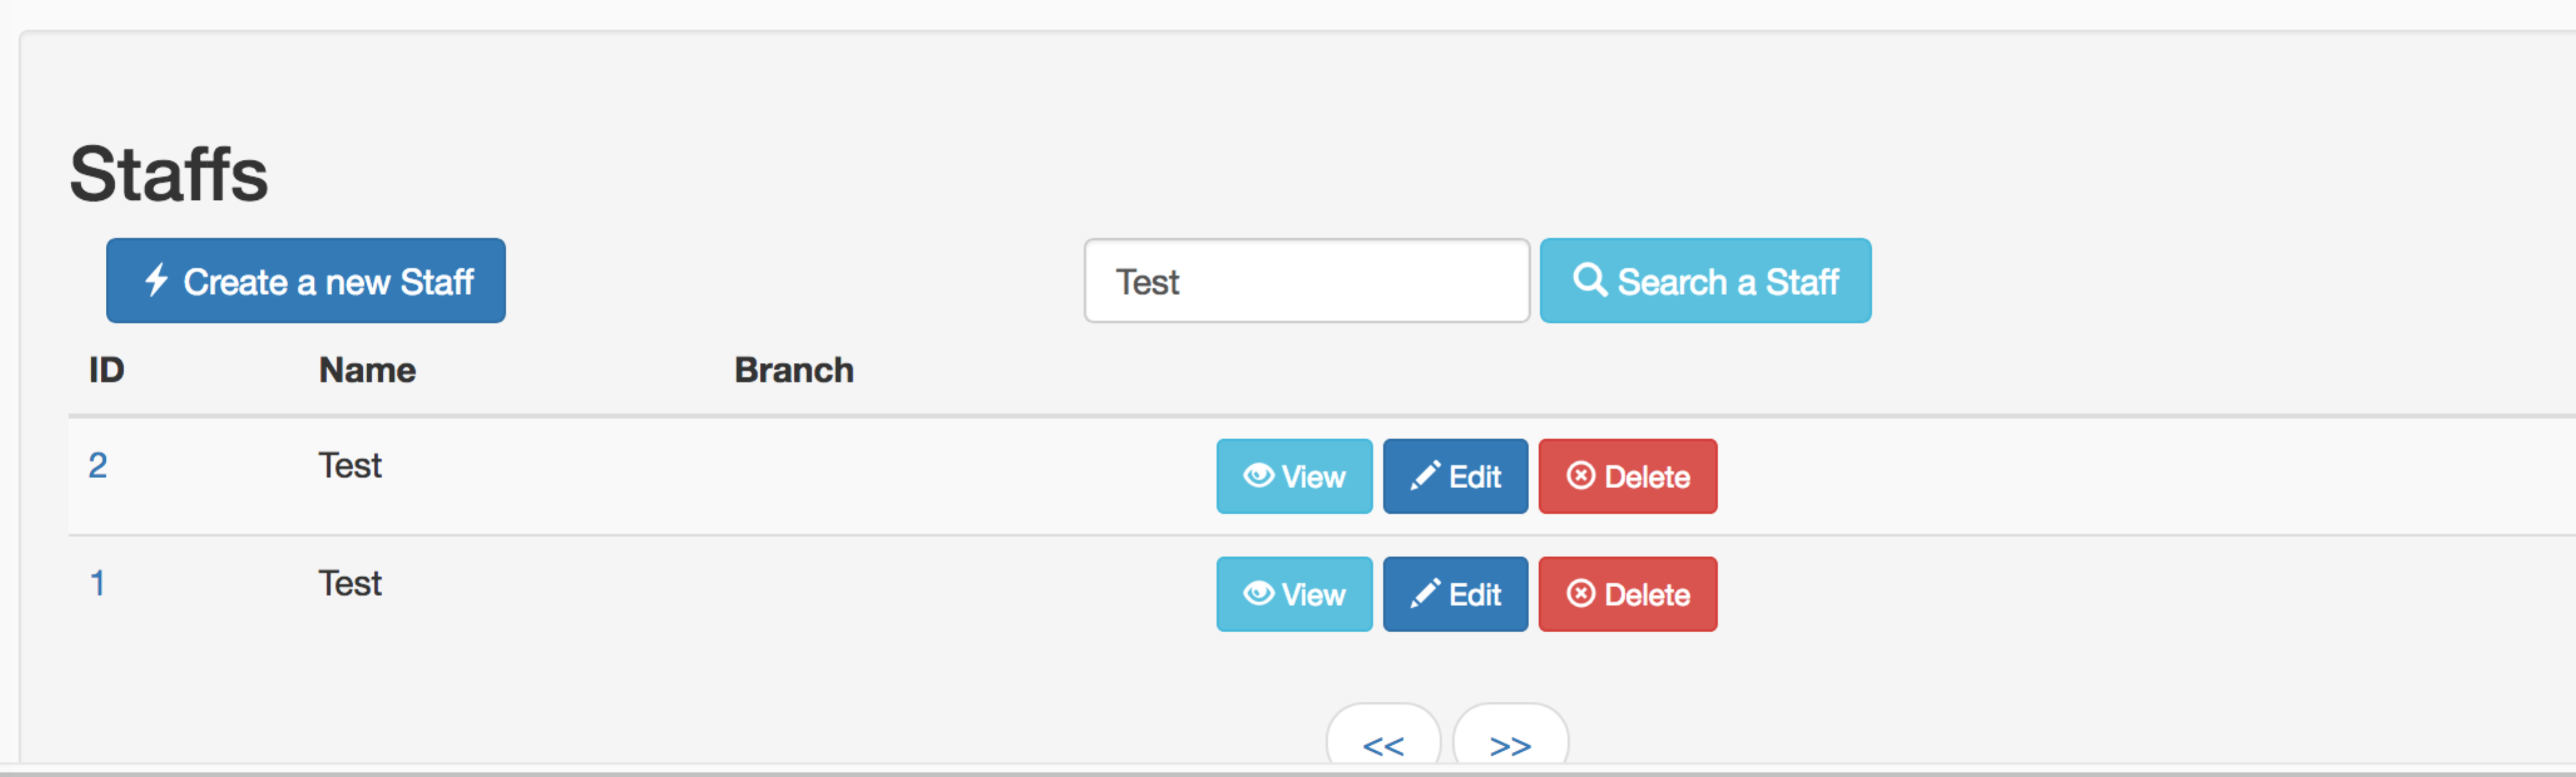 Staffs
Create a new Staff
Test
Search a Staff
ID Name Branch
2 Test View Edit Delete
1 Test View Edit Delete
<< >>